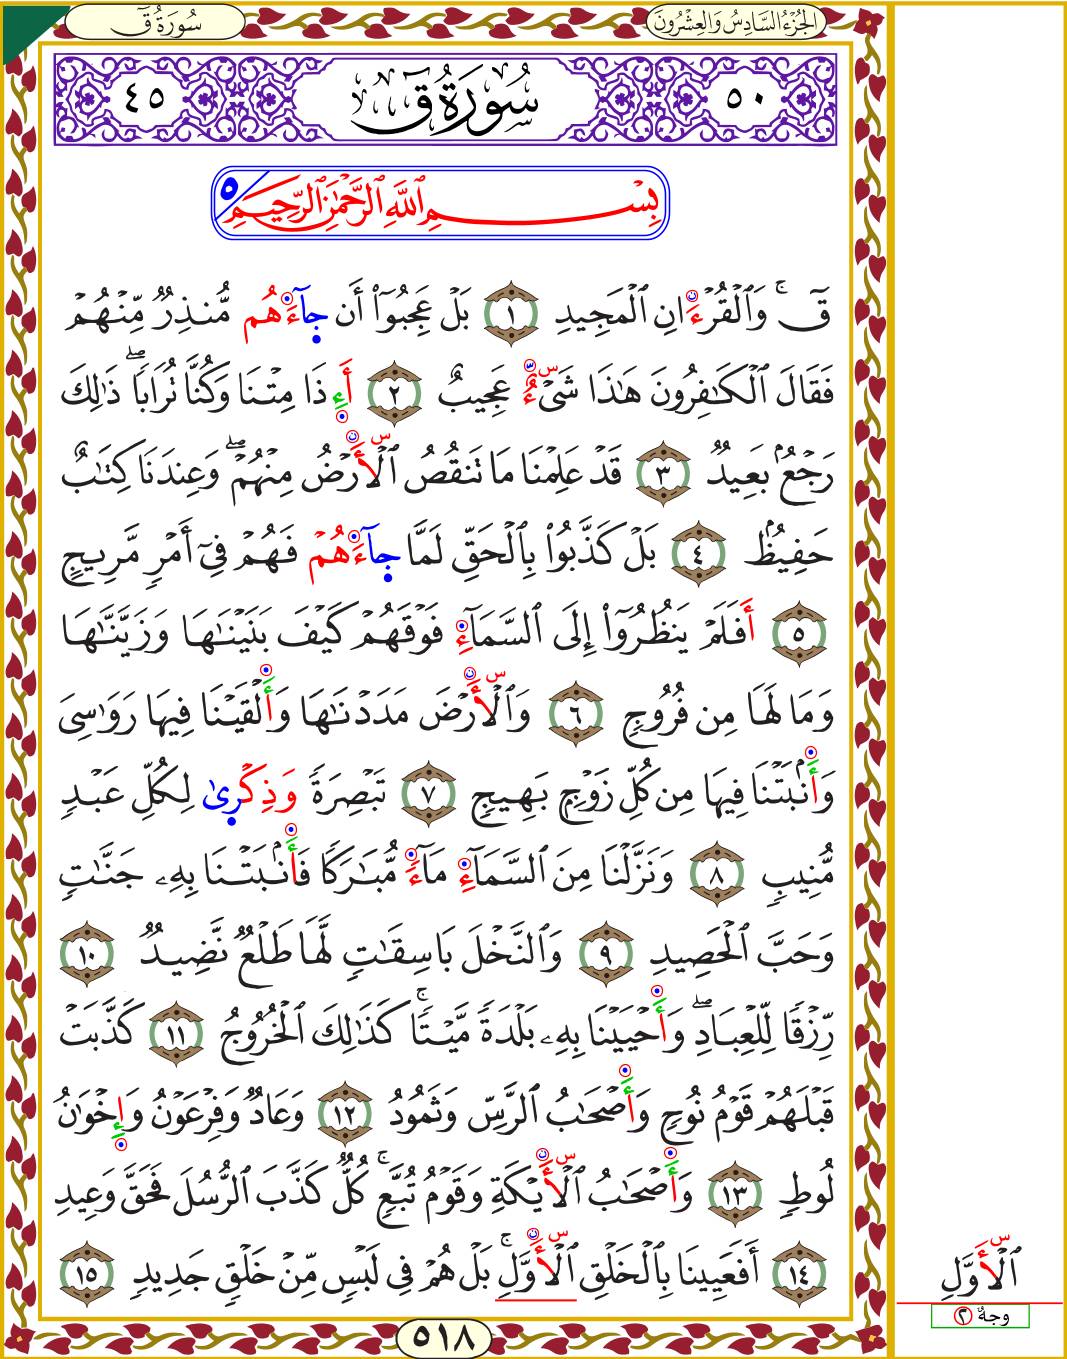 الجُزْءُ السَّادِسُ وَالعِشْرُونَ
سُورَةُ قٓ
٥٠
سُورَةُ قٓ
٤٥
بِسْمِ ٱللَّهِ ٱلرَّحْمَٰنِ ٱلرَّحِيمِ ٥
قٓ ۚ وَٱلْقُرْءَانِ ٱلْمَجِيدِ ١ بَلْ عَجِبُوٓا۟ أَن جَآءَهُم مُّنذِرٌ مِّنْهُمْ
فَقَالَ ٱلْكَٰفِرُونَ هَٰذَا شَىْءٌ عَجِيبٌ ٢ أَءِذَا مِتْنَا وَكُنَّا تُرَابًا ۖ ذَٰلِكَ
رَجْعٌۢ بَعِيدٌ ٣ قَدْ عَلِمْنَا مَا تَنقُصُ ٱلْأَرْضُ مِنْهُمْ ۖ وَعِندَنَا كِتَٰبٌ
حَفِيظٌۢ ٤ بَلْ كَذَّبُوا۟ بِٱلْحَقِّ لَمَّا جَآءَهُمْ فَهُمْ فِىٓ أَمْرٍ مَّرِيجٍ
٥ أَفَلَمْ يَنظُرُوٓا۟ إِلَى ٱلسَّمَآءِ فَوْقَهُمْ كَيْفَ بَنَيْنَٰهَا وَزَيَّنَّٰهَا
وَمَا لَهَا مِن فُرُوجٍ ٦ وَٱلْأَرْضَ مَدَدْنَٰهَا وَأَلْقَيْنَا فِيهَا رَوَٰسِىَ
وَأَنۢبَتْنَا فِيهَا مِن كُلِّ زَوْجٍۭ بَهِيجٍ ٧ تَبْصِرَةً وَذِكْرَىٰ لِكُلِّ عَبْدٍ
مُّنِيبٍ ٨ وَنَزَّلْنَا مِنَ ٱلسَّمَآءِ مَآءً مُّبَٰرَكًا فَأَنۢبَتْنَا بِهِۦ جَنَّٰتٍ
وَحَبَّ ٱلْحَصِيدِ ٩ وَٱلنَّخْلَ بَاسِقَٰتٍ لَّهَا طَلْعٌ نَّضِيدٌ ١٠
رِّزْقًا لِّلْعِبَادِ ۖ وَأَحْيَيْنَا بِهِۦ بَلْدَةً مَّيْتًا ۚ كَذَٰلِكَ ٱلْخُرُوجُ ١١ كَذَّبَتْ
قَبْلَهُمْ قَوْمُ نُوحٍ وَأَصْحَٰبُ ٱلرَّسِّ وَثَمُودُ ١٢ وَعَادٌ وَفِرْعَوْنُ وَإِخْوَٰنُ
لُوطٍ ١٣ وَأَصْحَٰبُ ٱلْأَيْكَةِ وَقَوْمُ تُبَّعٍ ۚ كُلٌّ كَذَّبَ ٱلرُّسُلَ فَحَقَّ وَعِيدِ
١٤ أَفَعَيِينَا بِٱلْخَلْقِ ٱلْأَوَّلِ ۚ بَلْ هُمْ فِى لَبْسٍ مِّنْ خَلْقٍ جَدِيدٍ ١٥
ٱلْأَوَّلِ
وجهٌ ٢
٥١٨